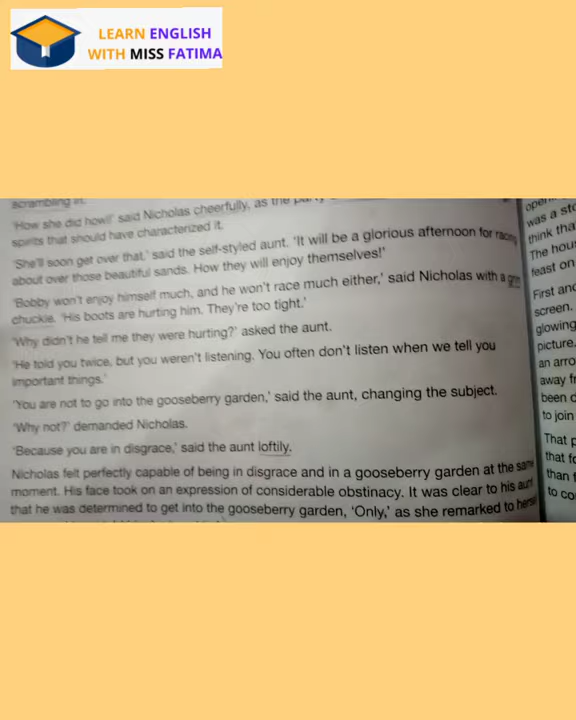 LEARN ENGLISH
WITH MISS FATIMA
scrambling in.
'How she did howl!' said Nicholas cheerfully, as the
spirits that should have characterized it.
'She'll soon get over that,' said the self-styled aunt. 'It will be a glorious afternoon for racing
about over those beautiful sands. How they will enjoy themselves!'
'Bobby won't enjoy himself much, and he won't race much either,' said Nicholas with a grim
chuckle. 'His boots are hurting him. They're too tight.'
'Why didn't he tell me they were hurting?' asked the aunt.
'He told you twice, but you weren't listening. You often don't listen when we tell you
important things.'
'You are not to go into the gooseberry garden,' said the aunt, changing the subject.
'Why not?' demanded Nicholas.
'Because you are in disgrace,' said the aunt loftily.
Nicholas felt perfectly capable of being in disgrace and in a gooseberry garden at the same
moment. His face took on an expression of considerable obstinacy. It was clear to his aunt
that he was determined to get into the gooseberry garden, 'Only,' as she remarked to herse
was a sto
think tha
The hou
feast on
First and
screen.
glowing
picture.
an arro
away fr
been c
to join
That p
that fo
than f
to co